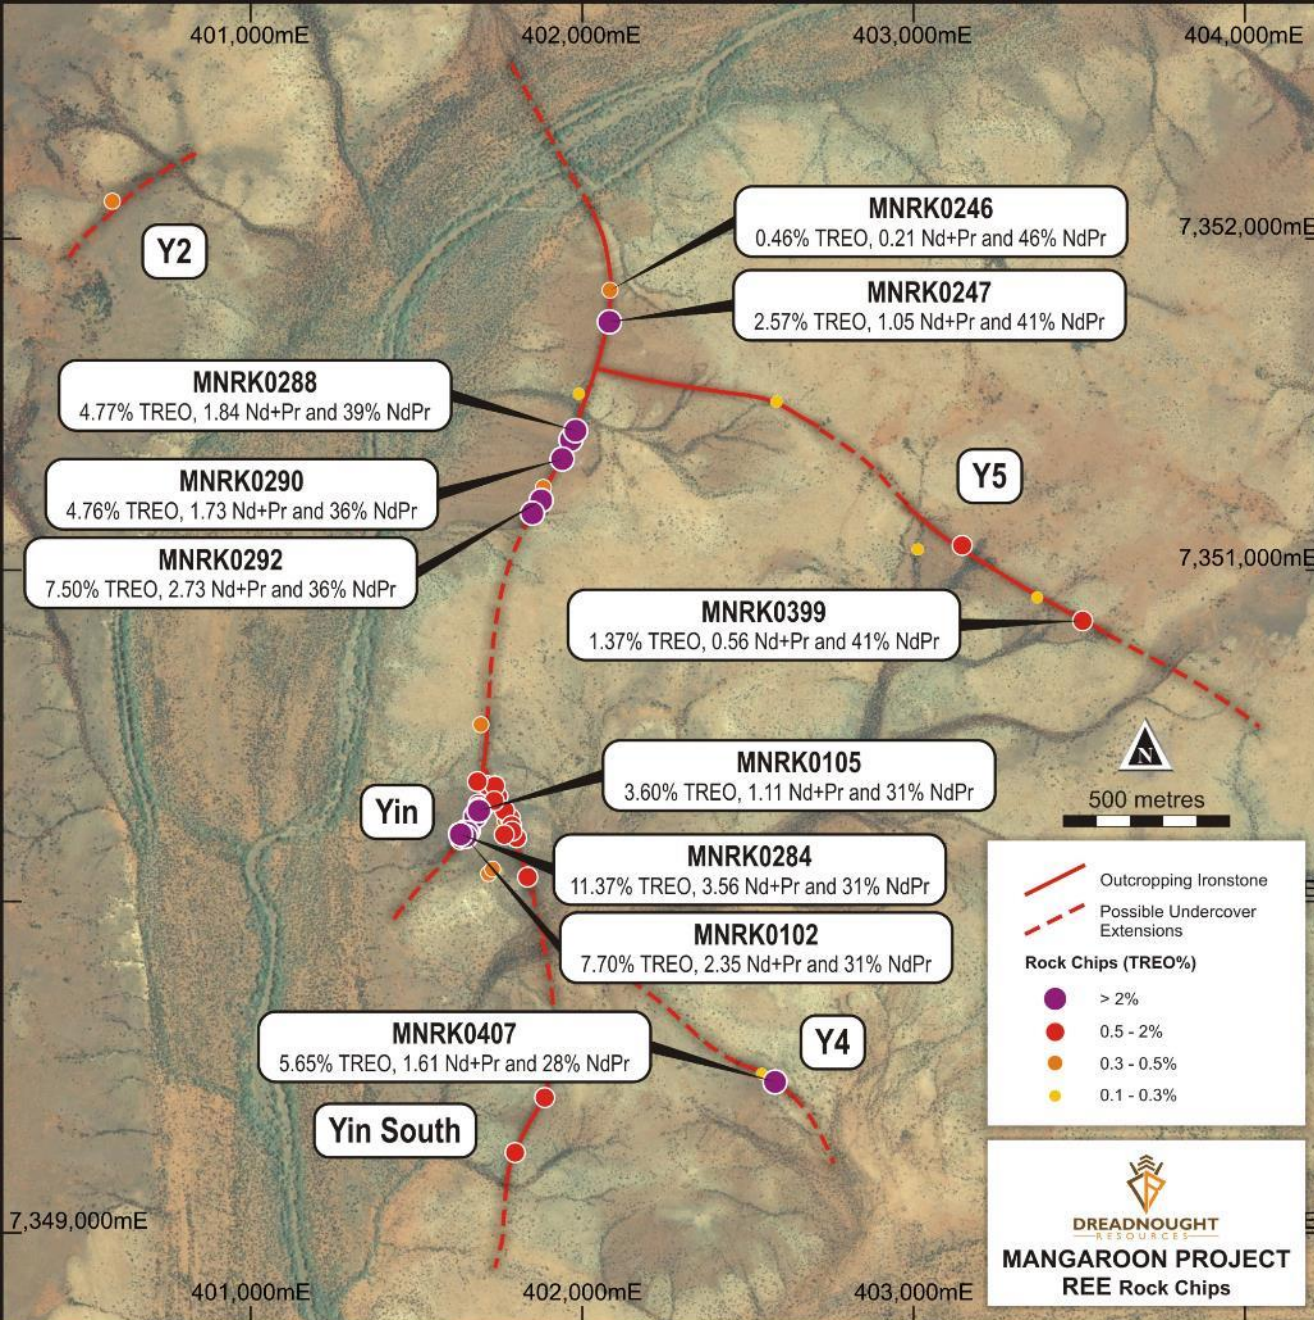 401,000mE
402,000mE
403,000mE
404,000mE
MNRK0246
0.46% TREO, 0.21 Nd+Pr and 46% NdPr
7,352,000mE
Y2
MNRK0247
2.57% TREO, 1.05 Nd+Pr and 41% NdPr
MNRK0288
4.77% TREO, 1.84 Nd+Pr and 39% NdPr
MNRK0290
4.76% TREO, 1.73 Nd+Pr and 36% NdPr
Y5
MNRK0292
7.50% TREO, 2.73 Nd+Pr and 36% NdPr
7,351,000mE
MNRK0399
1.37% TREO, 0.56 Nd+Pr and 41% NdPr
N
MNRK0105
3.60% TREO, 1.11 Nd+Pr and 31% NdPr
Yin
500 metres
MNRK0284
11.37% TREO, 3.56 Nd+Pr and 31% NdPr
MNRK0102
7.70% TREO, 2.35 Nd+Pr and 31% NdPr
MNRK0407
5.65% TREO, 1.61 Nd+Pr and 28% NdPr
Y4
Yin South
Outcropping Ironstone
Possible Undercover
Extensions
Rock Chips (TREO%)
> 2%
0.5 - 2%
0.3 - 0.5%
0.1 - 0.3%
7,349,000mE
DREADNOUGHT
RESOURCES
MANGAROON PROJECT
REE Rock Chips
401,000mE
402,000mE
403,000mE